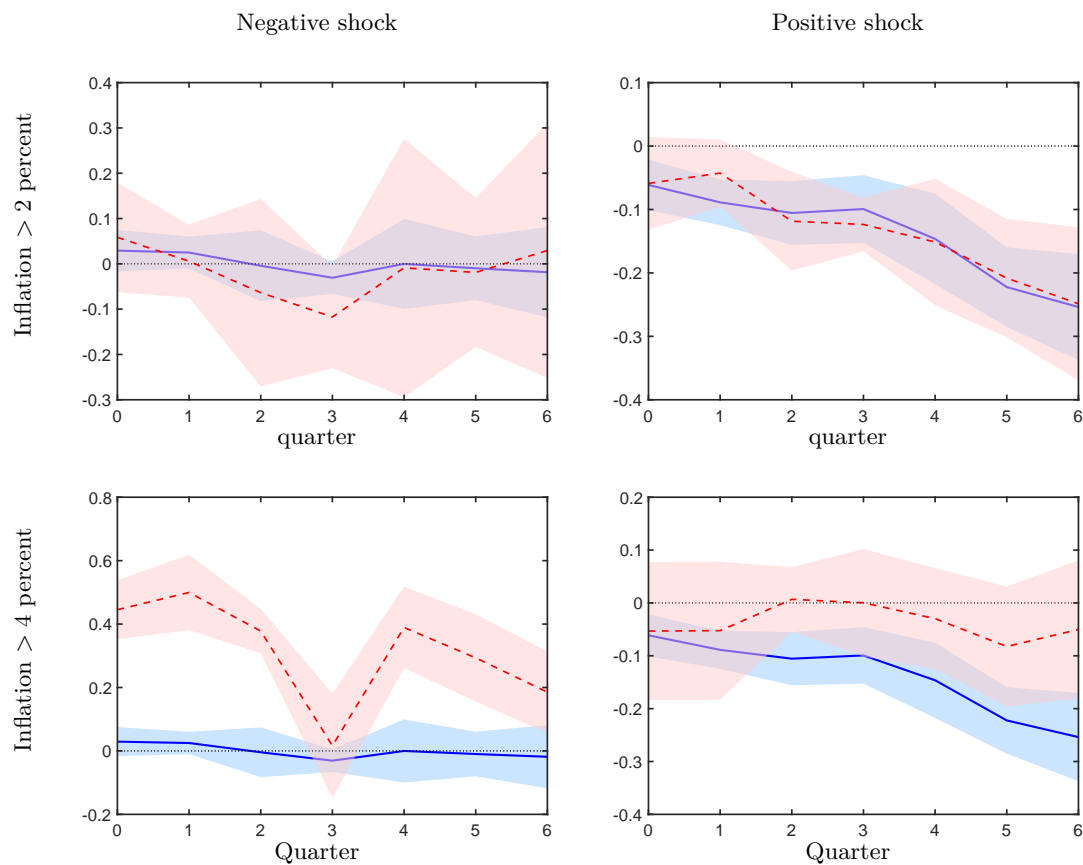 Negative shock
Positive shock
Inflation > 2 percent
0.4
0.3
0.2
0.1
0
-0.1
-0.2
-0.3
0 1 2 3 4 5 6
quarter
0.1
0
-0.1
-0.2
-0.3
-0.4
0 1 2 3 4 5 6
quarter
Inflation > 4 percent
0.8
0.6
0.4
0.2
0
-0.2
0 1 2 3 4 5 6
Quarter
0.2
0.1
0
-0.1
-0.2
-0.3
-0.4
0 1 2 3 4 5 6
Quarter